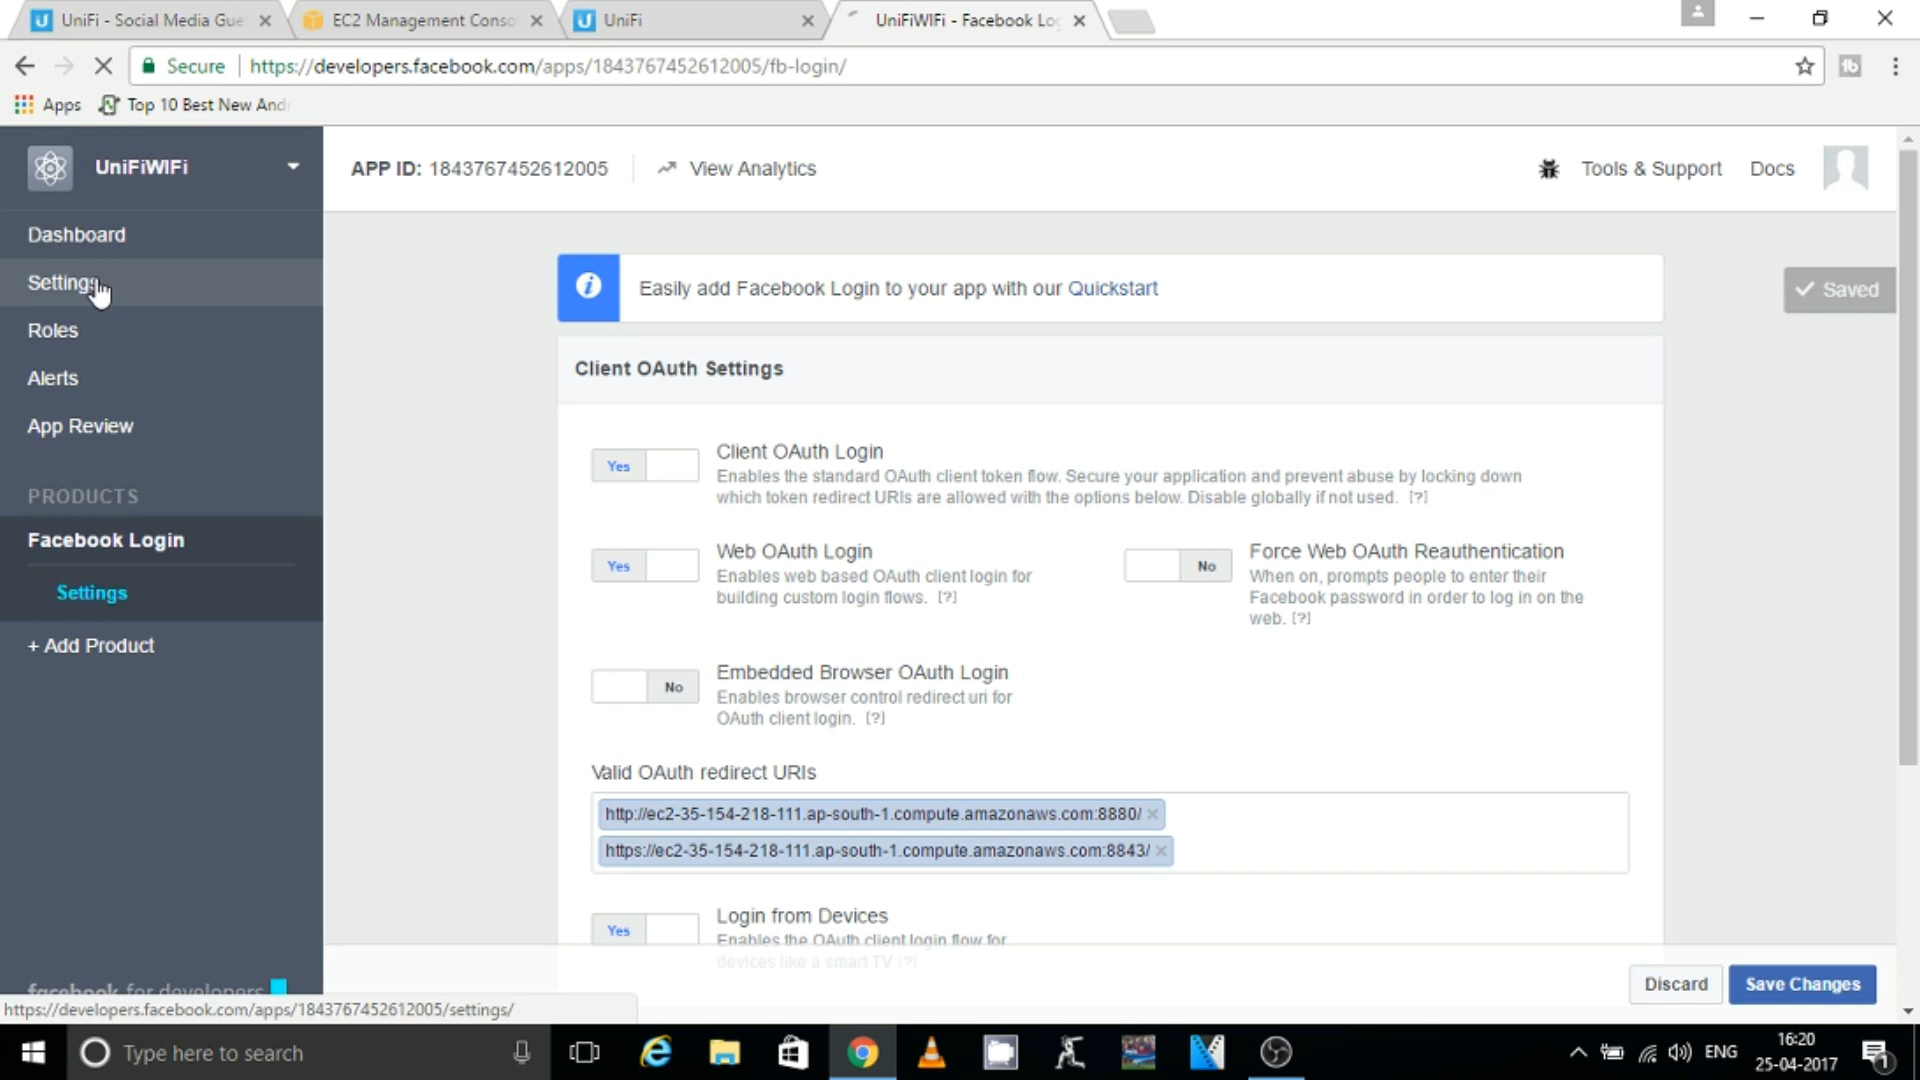 UniFi - Social Media Gue
EC2 Management Conso
UniFi
UniFiWIFi - Facebook Lo
Secure
https://developers.facebook.com/apps/1843767452612005/fb-login/
Apps
Top 10 Best New And
UniFiWIFi
APP ID: 1843767452612005
View Analytics
Tools & Support
Docs
Dashboard
Settings
Roles
Alerts
App Review
PRODUCTS
Facebook Login
Settings
+ Add Product
Easily add Facebook Login to your app with our Quickstart
Saved
Client OAuth Settings
Yes
Client OAuth Login
Enables the standard OAuth client token flow. Secure your application and prevent abuse by locking down
which token redirect URIs are allowed with the options below. Disable globally if not used. [?]
Yes
Web OAuth Login
Enables web based OAuth client login for
building custom login flows. [?]
No
Force Web OAuth Reauthentication
When on, prompts people to enter their
Facebook password in order to log in on the
web. [?]
No
Embedded Browser OAuth Login
Enables browser control redirect uri for
OAuth client login. [?]
Valid OAuth redirect URIs
http://ec2-35-154-218-111.ap-south-1.compute.amazonaws.com:8880/
https://ec2-35-154-218-111.ap-south-1.compute.amazonaws.com:8843/
Yes
Login from Devices
Enables the OAuth client login flow for
devices like a smart TV [?]
Discard
Save Changes
facebook for developers
https://developers.facebook.com/apps/1843767452612005/settings/
Type here to search
ENG
16:20
25-04-2017
1